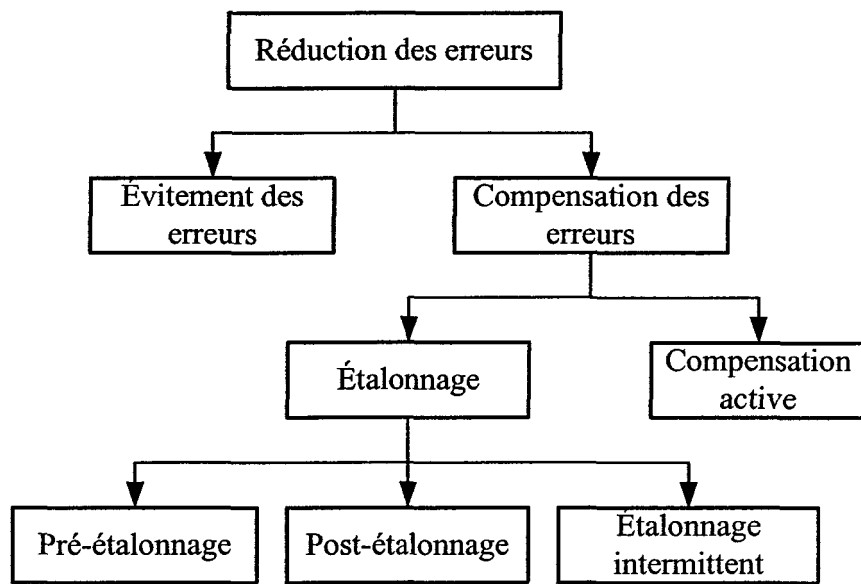 Réduction des erreurs
Évitement des
erreurs
Compensation des
erreurs
Étalonnage
Compensation
active
Pré-étalonnage
Post-étalonnage
Étalonnage
intermittent